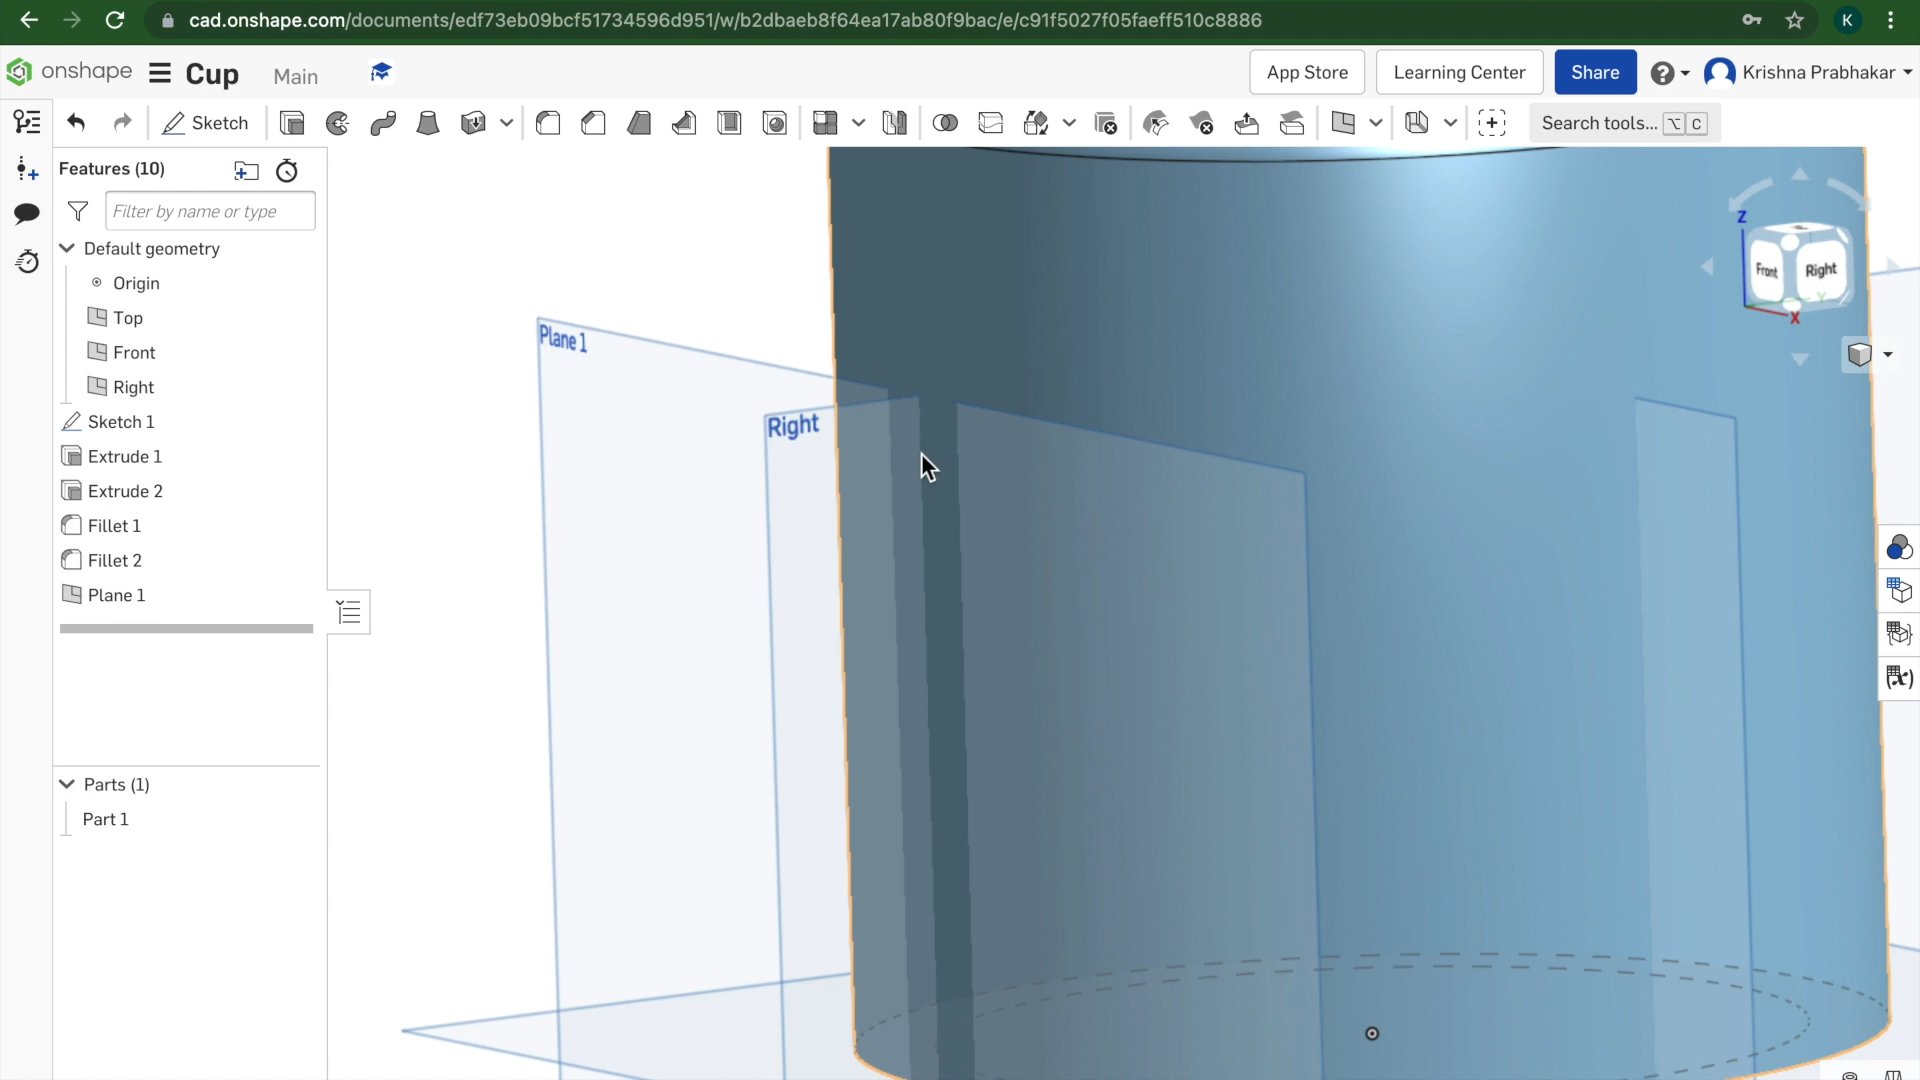 cad.onshape.com/documents/edf73eb09bcf51734596d951/w/b2dbaeb8f64ea17ab80f9bac/e/c91f5027f05faeff510c8886
K
onshape
Cup
Main
App Store
Learning Center
Share
Krishna Prabhakar
Sketch
Search tools... ⌥ C
Features (10)
Filter by name or type
Default geometry
Origin
Top
Front
Right
Sketch 1
Extrude 1
Extrude 2
Fillet 1
Fillet 2
Plane 1
Parts (1)
Part 1
Plane 1
Right
Z
Front
Right
Y
X
(x)